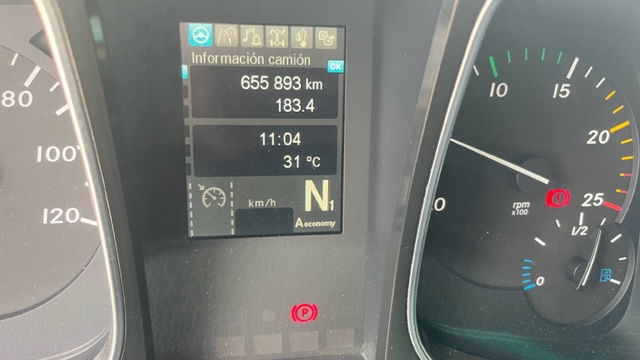 Información camión
OK
655 893 km
183.4
11:04
31 °C
km/h
N1
A economy
P
80
100
120
0
10
15
20
25
rpm
x100
1/2
0